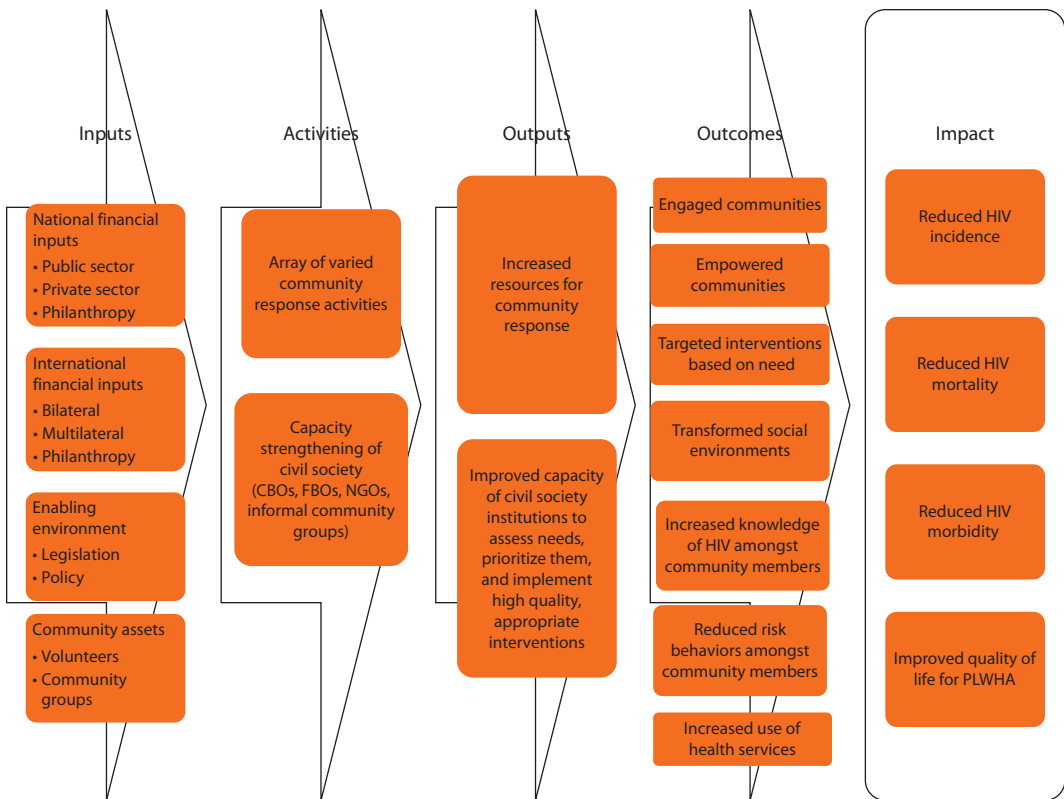 Inputs
National financial
inputs
• Public sector
• Private sector
• Philanthropy
International
financial inputs
• Bilateral
• Multilateral
• Philanthropy
Enabling
environment
• Legislation
• Policy
Community assets
• Volunteers
• Community
groups
Activities
Array of varied
community
response activities
Capacity
strengthening of
civil society
(CBOs, FBOs, NGOs,
informal community
groups)
Outputs
Increased
resources for
community
response
Improved capacity
of civil society
institutions to
assess needs,
prioritize them,
and implement
high quality,
appropriate
interventions
Outcomes
Engaged communities
Empowered
communities
Targeted interventions
based on need
Transformed social
environments
Increased knowledge
of HIV amongst
community members
Reduced risk
behaviors amongst
community members
Increased use of
health services
Impact
Reduced HIV
incidence
Reduced HIV
mortality
Reduced HIV
morbidity
Improved quality of
life for PLWHA